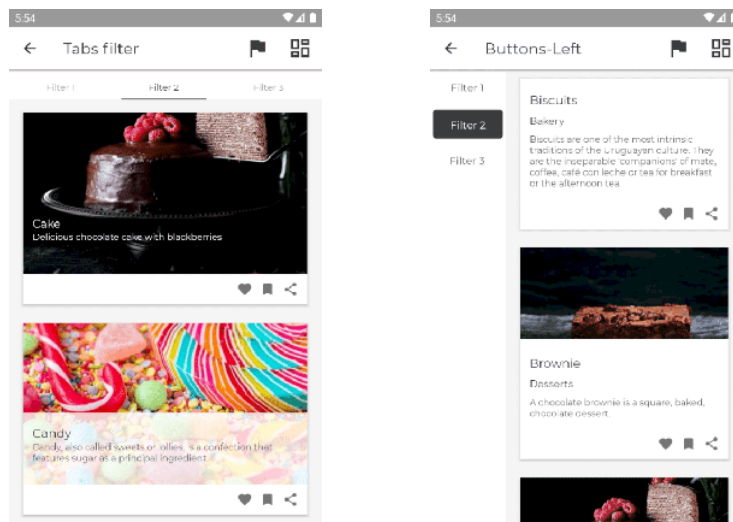 5:54
Tabs filter
Filter 1
Filter 2
Filter 3
Cake
Delicious chocolate cake with blackberries
Candy
Candy, also called sweets or lollies, is a confection that
features sugar as a principal ingredient.
5:54
Buttons-Left
Filter 1
Filter 2
Filter 3
Biscuits
Bakery
Biscuits are one of the most intrinsic
traditions of the Uruguayan culture. They
are the inseparable 'companions' of mate,
coffee, café con leche or tea for breakfast
or the afternoon tea.
Brownie
Desserts
A chocolate brownie is a square, baked,
chocolate dessert.